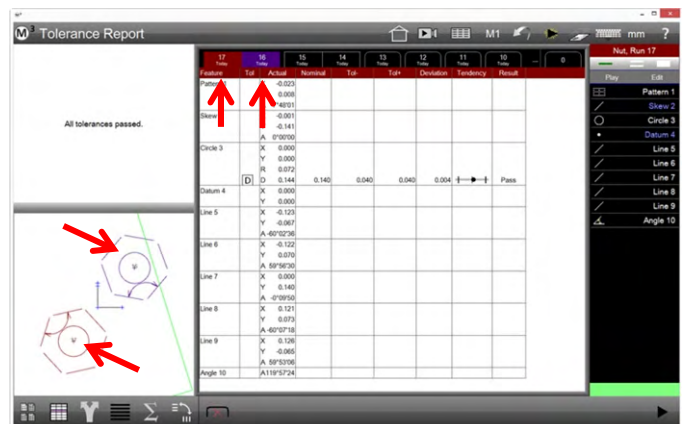 M3 Tolerance Report
M1
mm
?
17 Today
16 Today
15 Today
14 Today
13 Today
12 Today
11 Today
10 Today
...
0
Nut, Run 17
Feature Tol Actual Nominal Tol- Tol+ Deviation Tendency Result
Play Edit
-0.023
0.008
°48'01
Skew
-0.001
-0.141
A 0°00'00
Circle 3 X 0.000
Y 0.000
R 0.072
D D 0.144 0.140 0.040 0.040 0.004 Pass
Datum 4 X 0.000
Y 0.000
Line 5 X -0.123
Y -0.067
A -60°02'36
Line 6 X -0.122
Y 0.070
A 59°56'30
Line 7 X 0.000
Y 0.140
A -0°09'50
Line 8 X 0.121
Y 0.073
A -60°07'18
Line 9 X 0.126
Y -0.065
A 59°53'06
Angle 10 A119°57'24
All tolerances passed.
Pattern 1
Skew 2
Circle 3
Datum 4
Line 5
Line 6
Line 7
Line 8
Line 9
Angle 10